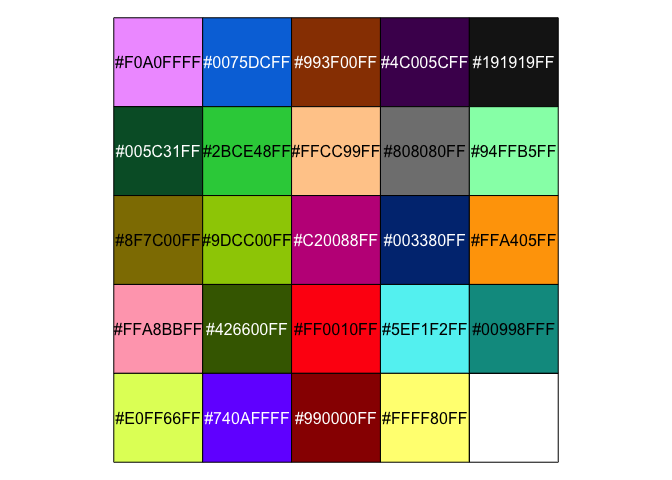 #F0A0FFFF #0075DCFF #993F00FF #4C005CFF #191919FF
#005C31FF #2BCE48FF #FFCC99FF #808080FF #94FFB5FF
#8F7C00FF #9DCC00FF #C20088FF #003380FF #FFA405FF
#FFA8BBFF #426600FF #FF0010FF #5EF1F2FF #00998FFF
#E0FF66FF #740AFFFF #990000FF #FFFF80FF